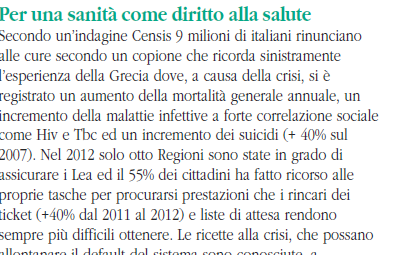 Per una sanità come diritto alla salute
Secondo un'indagine Censis 9 milioni di italiani rinunciano
alle cure secondo un copione che ricorda sinistramente
l'esperienza della Grecia dove, a causa della crisi, si è
registrato un aumento della mortalità generale annuale, un
incremento della malattie infettive a forte correlazione sociale
come Hiv e Tbc ed un incremento dei suicidi (+ 40% sul
2007). Nel 2012 solo otto Regioni sono state in grado di
assicurare i Lea ed il 55% dei cittadini ha fatto ricorso alle
proprie tasche per procurarsi prestazioni che i rincari dei
ticket (+40% dal 2011 al 2012) e liste di attesa rendono
sempre più difficili ottenere. Le ricette alla crisi, che possano
allontanare il default del sistema sono conosciute, a